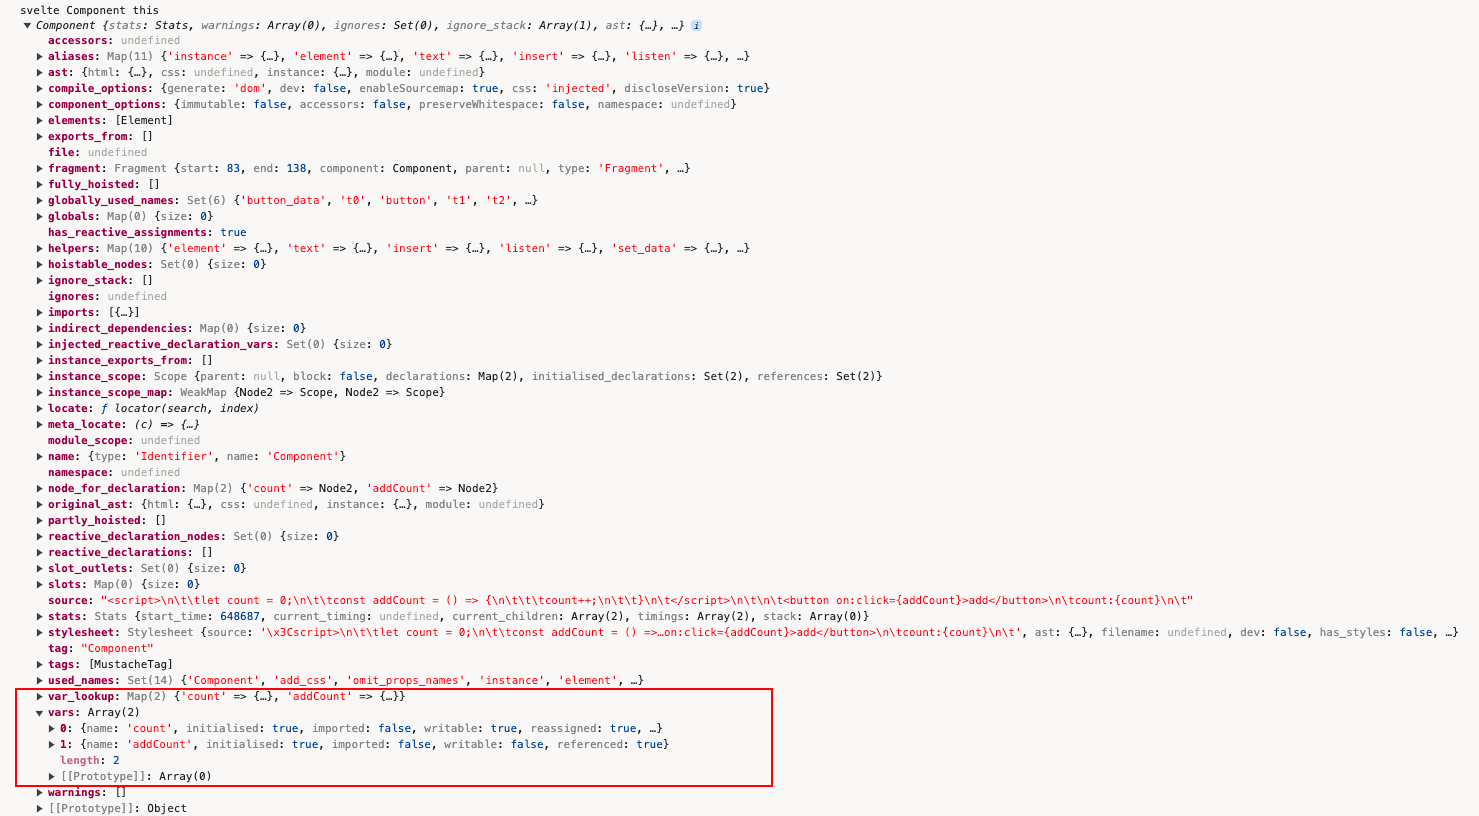 svelte Component this
Component {stats: Stats, warnings: Array(0), ignores: Set(0), ignore_stack: Array(1), ast: {…}, …} i
accessors: undefined
aliases: Map(11) {'instance' => {…}, 'element' => {…}, 'text' => {…}, 'insert' => {…}, 'listen' => {…}, …}
ast: {html: {…}, css: undefined, instance: {…}, module: undefined}
compile_options: {generate: 'dom', dev: false, enableSourcemap: true, css: 'injected', discloseVersion: true}
component_options: {immutable: false, accessors: false, preserveWhitespace: false, namespace: undefined}
elements: [Element]
exports_from: []
file: undefined
fragment: Fragment {start: 83, end: 138, component: Component, parent: null, type: 'Fragment', …}
fully_hoisted: []
globally_used_names: Set(6) {'button_data', 't0', 'button', 't1', 't2', …}
globals: Map(0) {size: 0}
has_reactive_assignments: true
helpers: Map(10) {'element' => {…}, 'text' => {…}, 'insert' => {…}, 'listen' => {…}, 'set_data' => {…}, …}
hoistable_nodes: Set(0) {size: 0}
ignore_stack: []
ignores: undefined
imports: [{…}]
indirect_dependencies: Map(0) {size: 0}
injected_reactive_declaration_vars: Set(0) {size: 0}
instance_exports_from: []
instance_scope: Scope {parent: null, block: false, declarations: Map(2), initialised_declarations: Set(2), references: Set(2)}
instance_scope_map: WeakMap {Node2 => Scope, Node2 => Scope}
locate: ƒ locator(search, index)
meta_locate: (c) => {…}
module_scope: undefined
name: {type: 'Identifier', name: 'Component'}
namespace: undefined
node_for_declaration: Map(2) {'count' => Node2, 'addCount' => Node2}
original_ast: {html: {…}, css: undefined, instance: {…}, module: undefined}
partly_hoisted: []
reactive_declaration_nodes: Set(0) {size: 0}
reactive_declarations: []
slot_outlets: Set(0) {size: 0}
slots: Map(0) {size: 0}
source: "<script>\n\t\tlet count = 0;\n\t\tconst addCount = () => {\n\t\t\tcount++;\n\t\t}\n\t</script>\n\t\n\t<button on:click={addCount}>add</button>\n\tcount:{count}\n\t"
stats: Stats {start_time: 648687, current_timing: undefined, current_children: Array(2), timings: Array(2), stack: Array(0)}
stylesheet: Stylesheet {source: '\x3Cscript>\n\t\tlet count = 0;\n\t\tconst addCount = () =>…on:click={addCount}>add</button>\n\tcount:{count}\n\t', ast: {…}, filename: undefined, dev: false, has_styles: false, …}
tag: "Component"
tags: [MustacheTag]
used_names: Set(14) {'Component', 'add_css', 'omit_props_names', 'instance', 'element', …}
var_lookup: Map(2) {'count' => {…}, 'addCount' => {…}}
vars: Array(2)
0: {name: 'count', initialised: true, imported: false, writable: true, reassigned: true, …}
1: {name: 'addCount', initialised: true, imported: false, writable: false, referenced: true}
length: 2
[[Prototype]]: Array(0)
warnings: []
[[Prototype]]: Object